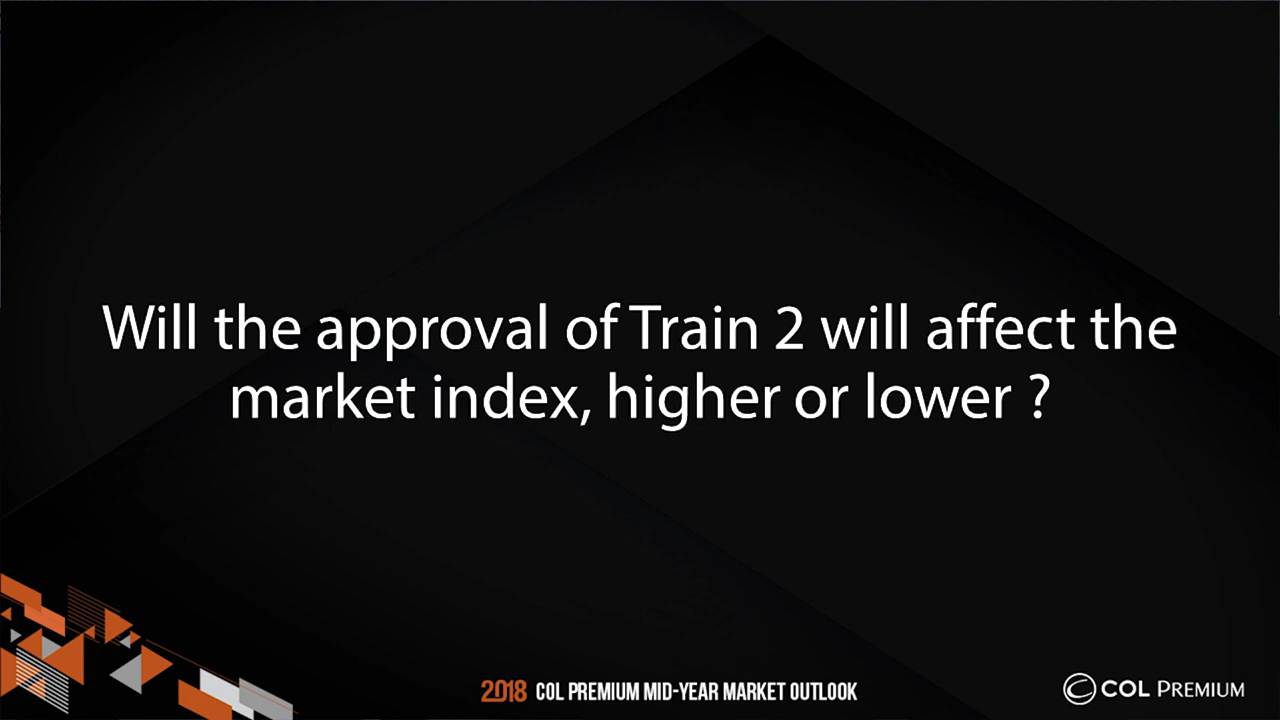 Will the approval of Train 2 will affect the
market index, higher or lower ?
2018 COL PREMIUM MID-YEAR MARKET OUTLOOK
COL PREMIUM